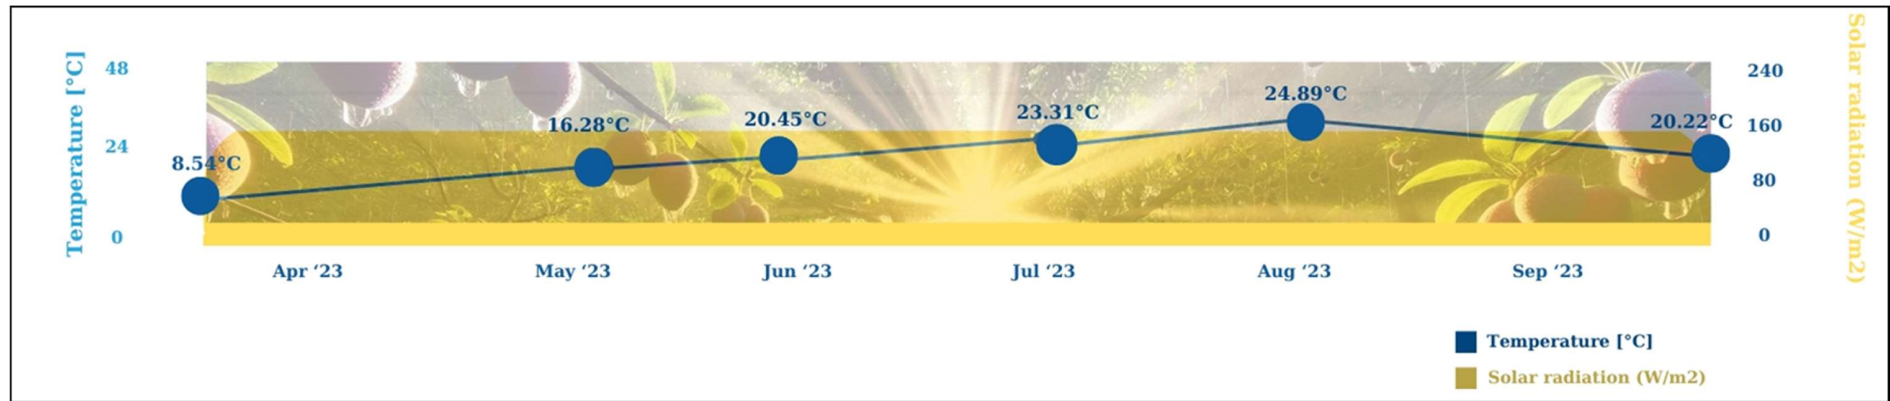 Temperature [°C]
48
24
0
8.54°C
16.28°C
20.45°C
23.31°C
24.89°C
20.22°C
240
160
80
0
Solar radiation (W/m2)
Apr ‘23
May ‘23
Jun ‘23
Jul ‘23
Aug ‘23
Sep ‘23
Temperature [°C]
Solar radiation (W/m2)